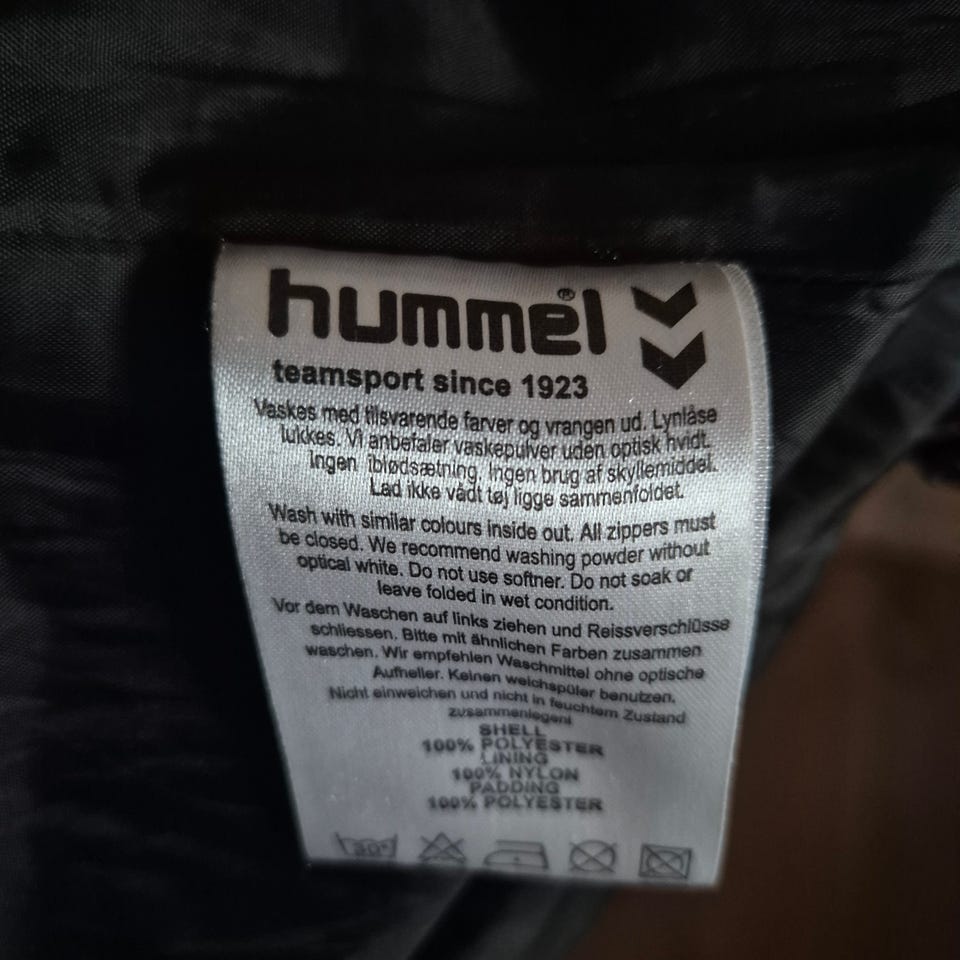 hummel®
teamsport since 1923
Vaskes med tilsvarende farver og vrangen ud. Lynlåse
lukkes. Vi anbefaler vaskepulver uden optisk hvidt.
Ingen iblødsætning. Ingen brug af skyllemiddel.
Lad ikke vådt tøj ligge sammenfoldet.
Wash with similar colours inside out. All zippers must
be closed. We recommend washing powder without
optical white. Do not use softner. Do not soak or
leave folded in wet condition.
Vor dem Waschen auf links ziehen und Reissverschlüsse
schliessen. Bitte mit ähnlichen Farben zusammen
waschen. Wir empfehlen Waschmittel ohne optische
Aufheller. Keinen weichspüler benutzen.
Nicht einweichen und nicht in feuchtem Zustand
zusammenlegen!
SHELL
100% POLYESTER
LINING
100% NYLON
PADDING
100% POLYESTER
30°